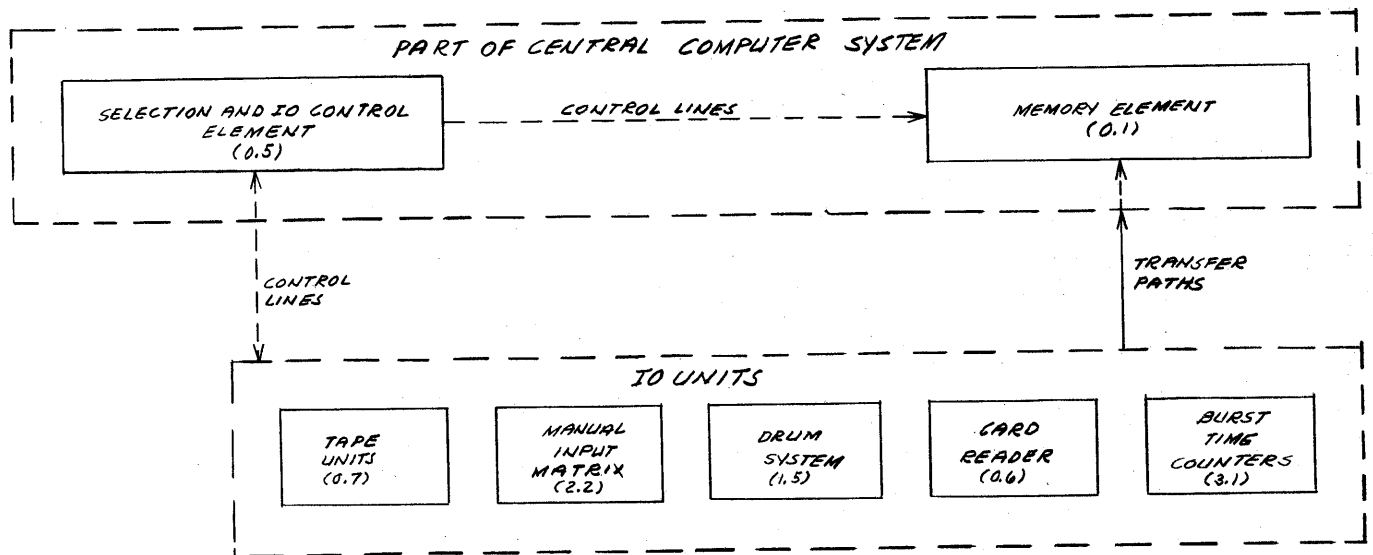 PART OF CENTRAL COMPUTER SYSTEM
SELECTION AND IO CONTROL
ELEMENT
(0.5)
CONTROL LINES
MEMORY ELEMENT
(0.1)
CONTROL
LINES
TRANSFER
PATHS
IO UNITS
TAPE
UNITS
(0.7)
MANUAL
INPUT
MATRIX
(2.2)
DRUM
SYSTEM
(1.5)
CARD
READER
(0.6)
BURST
TIME
COUNTERS
(3.1)